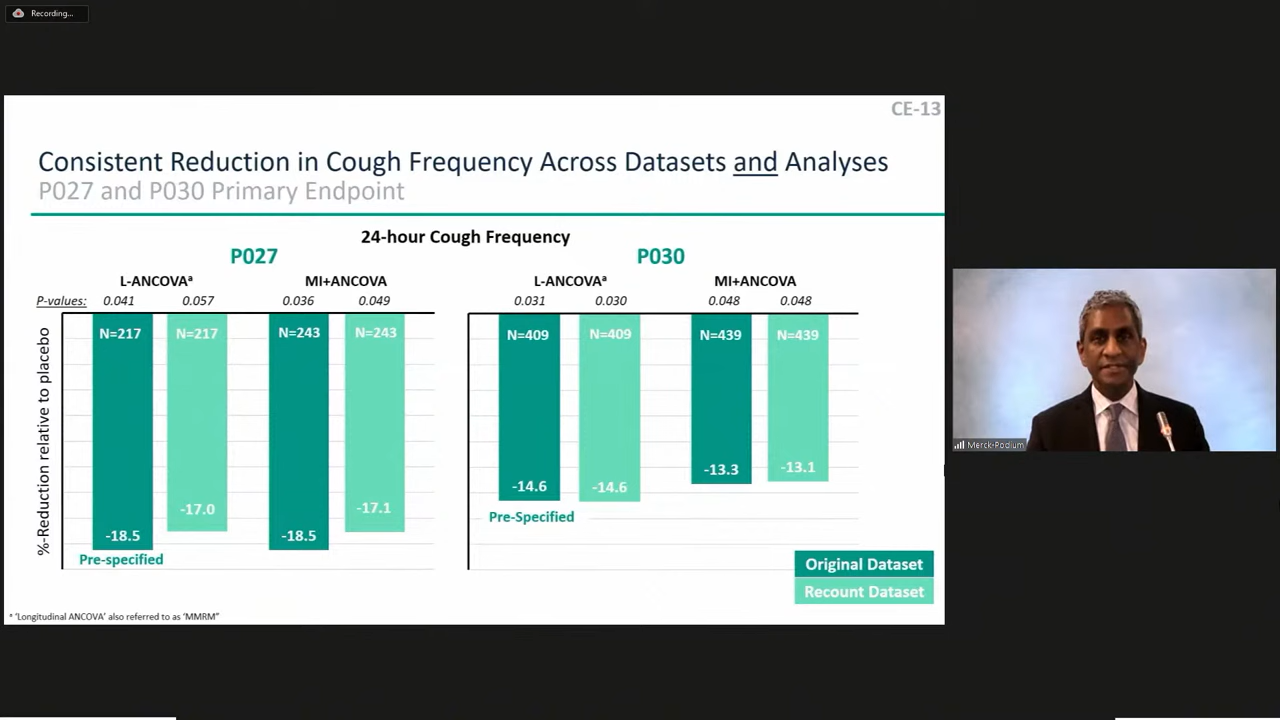 Recording...
CE-13
Consistent Reduction in Cough Frequency Across Datasets and Analyses
P027 and P030 Primary Endpoint
24-hour Cough Frequency
P027
L-ANCOVAᵃ MI+ANCOVA
P-values: 0.041 0.057 0.036 0.049
%-Reduction relative to placebo
N=217 N=217 N=243 N=243
-18.5 -17.0 -18.5 -17.1
Pre-specified
P030
L-ANCOVAᵃ MI+ANCOVA
0.031 0.030 0.048 0.048
N=409 N=409 N=439 N=439
-14.6 -14.6 -13.3 -13.1
Pre-Specified
Original Dataset
Recount Dataset
ᵃ 'Longitudinal ANCOVA' also referred to as 'MMRM"
Merck-Podium